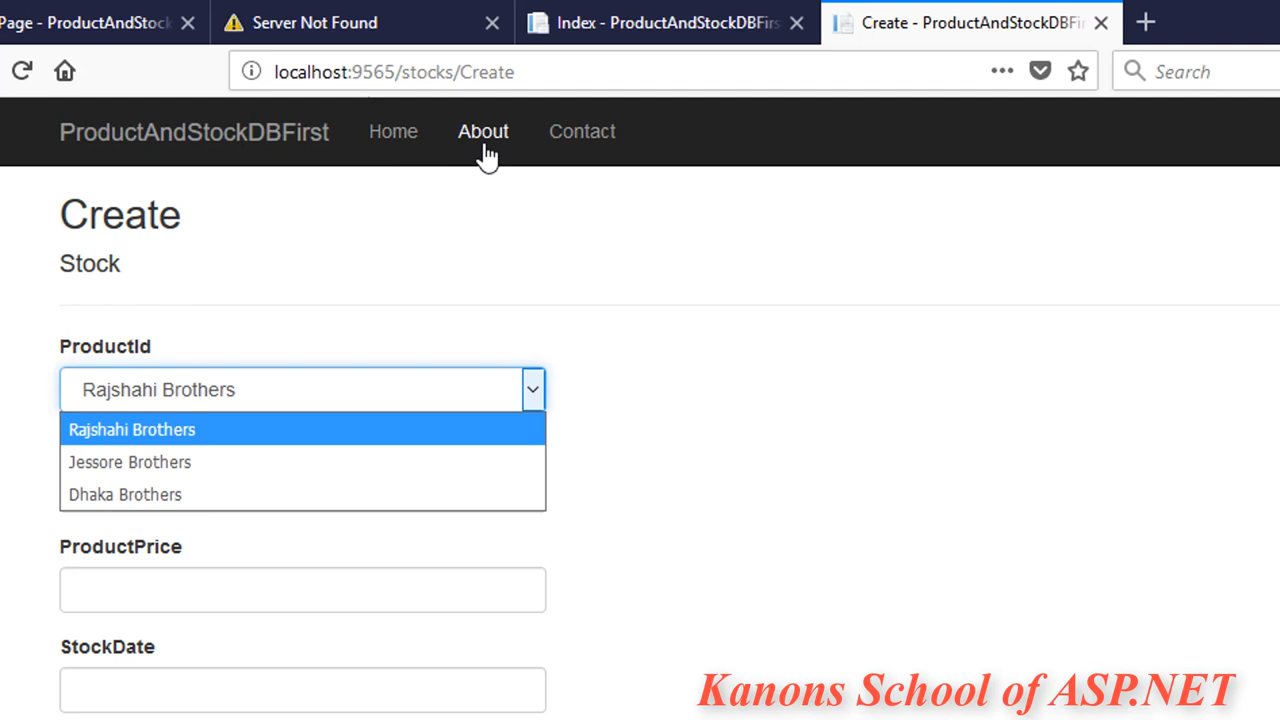 Page - ProductAndStock
Server Not Found
Index - ProductAndStockDBFirs
Create - ProductAndStockDBFir
localhost:9565/stocks/Create
Search
ProductAndStockDBFirst
Home
About
Contact
Create
Stock
ProductId
Rajshahi Brothers
Rajshahi Brothers
Jessore Brothers
Dhaka Brothers
ProductPrice
StockDate
Kanons School of ASP.NET